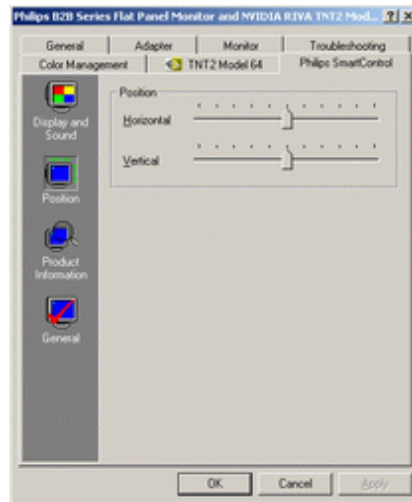 Philips B2B Series Flat Panel Monitor and NVIDIA RIVA TNT2 Mod...
General Adapter Monitor Troubleshooting
Color Management TNT2 Model 64 Philips SmartControl
Display and
Sound
Position
Product
Information
General
Position
Horizontal
Vertical
OK Cancel Apply